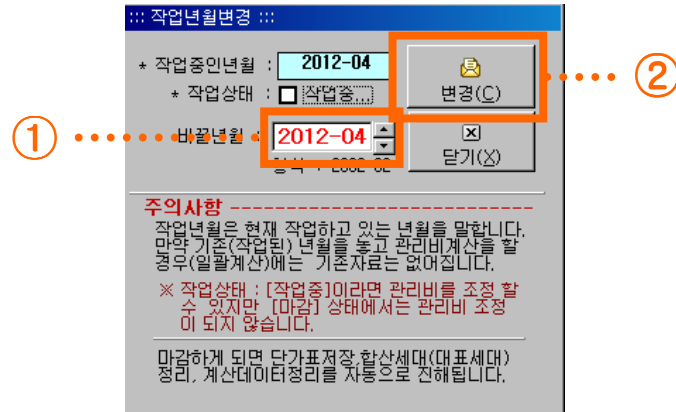 ::: 작업년월변경 :::
* 작업중인년월 : 2012-04
* 작업상태 : 작업중...
변경(C)
②
① 바꿀년월 : 2012-04
닫기(X)
형식 : 2002-02
주의사항 ----------------------------
작업년월은 현재 작업하고 있는 년월을 말합니다.
만약 기존(작업된) 년월을 놓고 관리비계산을 할
경우(일괄계산)에는 기존자료는 없어집니다.
※ 작업상태 : [작업중]이라면 관리비를 조정 할
수 있지만 [마감] 상태에서는 관리비 조정
이 되지 않습니다.
마감하게 되면 단가표저장,합산세대(대표세대)
정리, 계산데이터정리를 자동으로 진해됩니다.